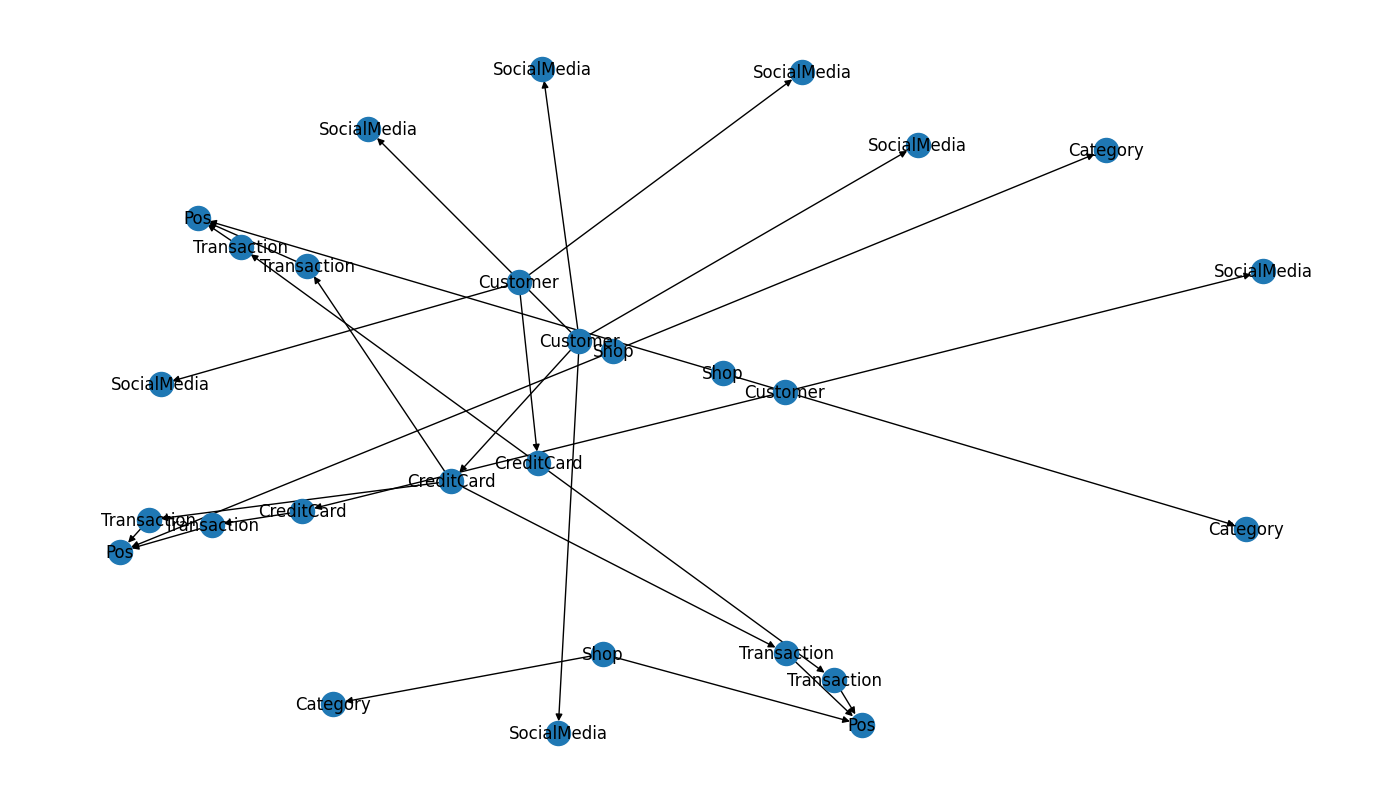 SocialMedia
SocialMedia
SocialMedia
SocialMedia
Category
Pos
Transaction
Transaction
SocialMedia
Customer
Customer
Shop
Shop
SocialMedia
Customer
CreditCard
CreditCard
CreditCard
Transaction
Transaction
Category
Pos
Transaction
Shop
Transaction
Category
Pos
SocialMedia